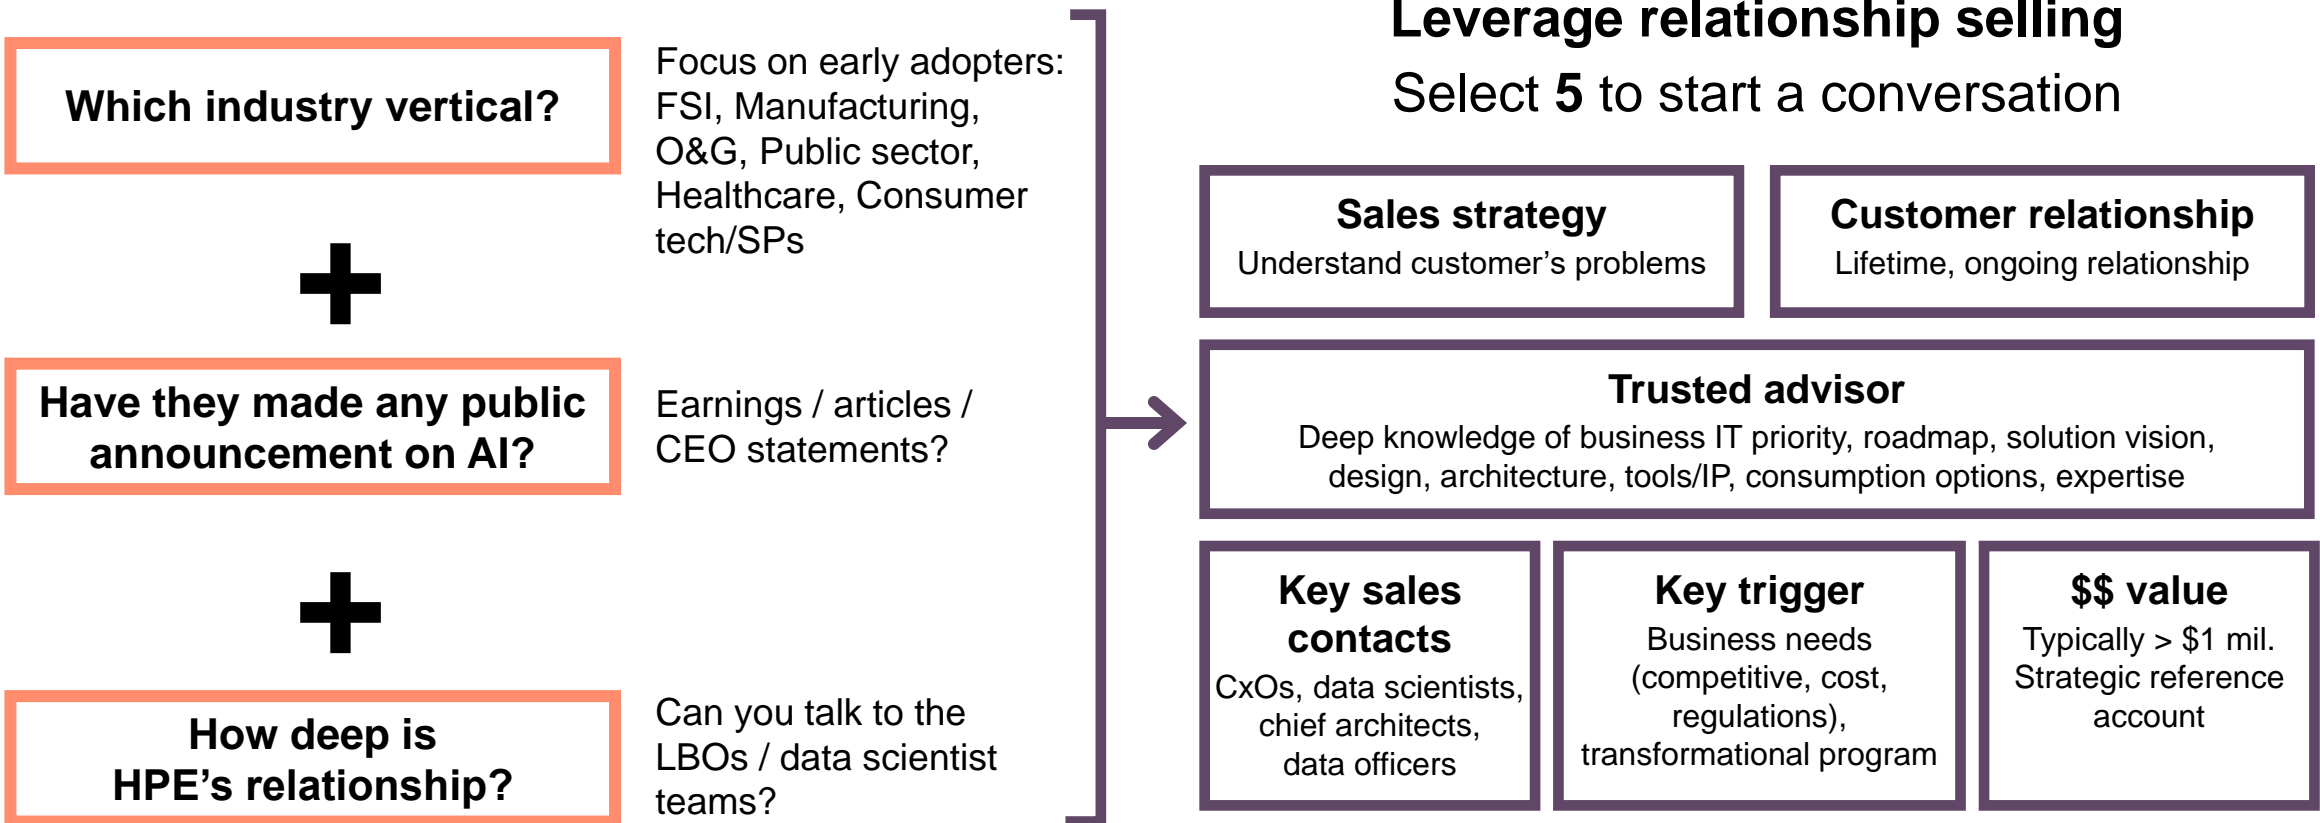 Which industry vertical?
Focus on early adopters:
FSI, Manufacturing,
O&G, Public sector,
Healthcare, Consumer
tech/SPs
Have they made any public
announcement on AI?
Earnings / articles /
CEO statements?
How deep is
HPE's relationship?
Can you talk to the
LBOs / data scientist
teams?
Leverage relationship selling
Select 5 to start a conversation
Sales strategy
Understand customer’s problems
Customer relationship
Lifetime, ongoing relationship
Trusted advisor
Deep knowledge of business IT priority, roadmap, solution vision,
design, architecture, tools/IP, consumption options, expertise
Key sales
contacts
CxOs, data scientists,
chief architects,
data officers
Key trigger
Business needs
(competitive, cost,
regulations),
transformational program
$$ value
Typically > $1 mil.
Strategic reference
account